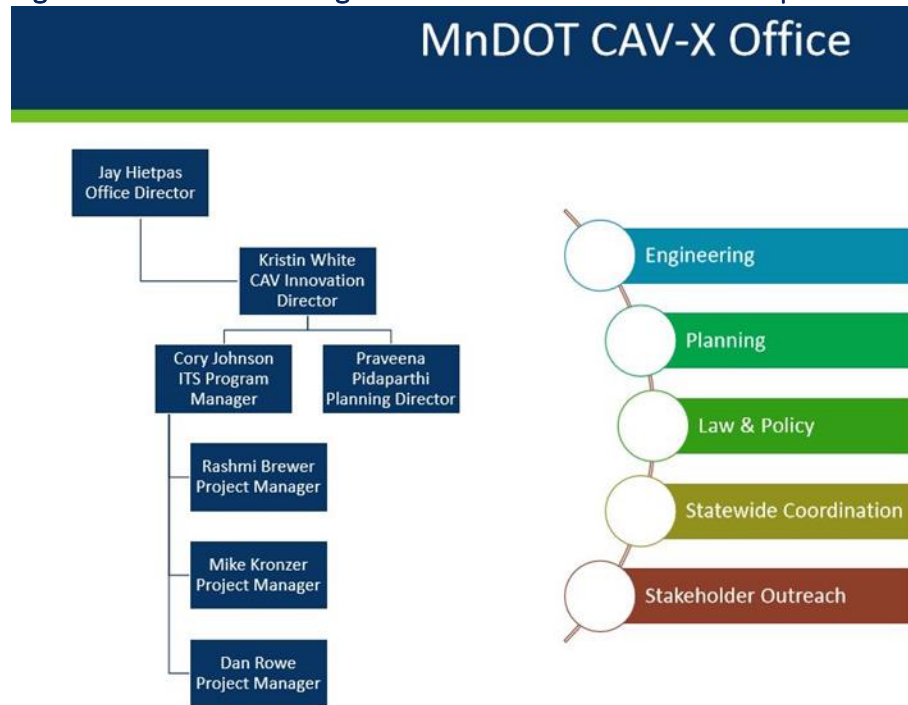 MnDOT CAV-X Office
Jay Hietpas
Office Director
Kristin White
CAV Innovation
Director
Cory Johnson
ITS Program
Manager
Praveena
Pidaparthi
Planning Director
Rashmi Brewer
Project Manager
Mike Kronzer
Project Manager
Dan Rowe
Project Manager
Engineering
Planning
Law & Policy
Statewide Coordination
Stakeholder Outreach